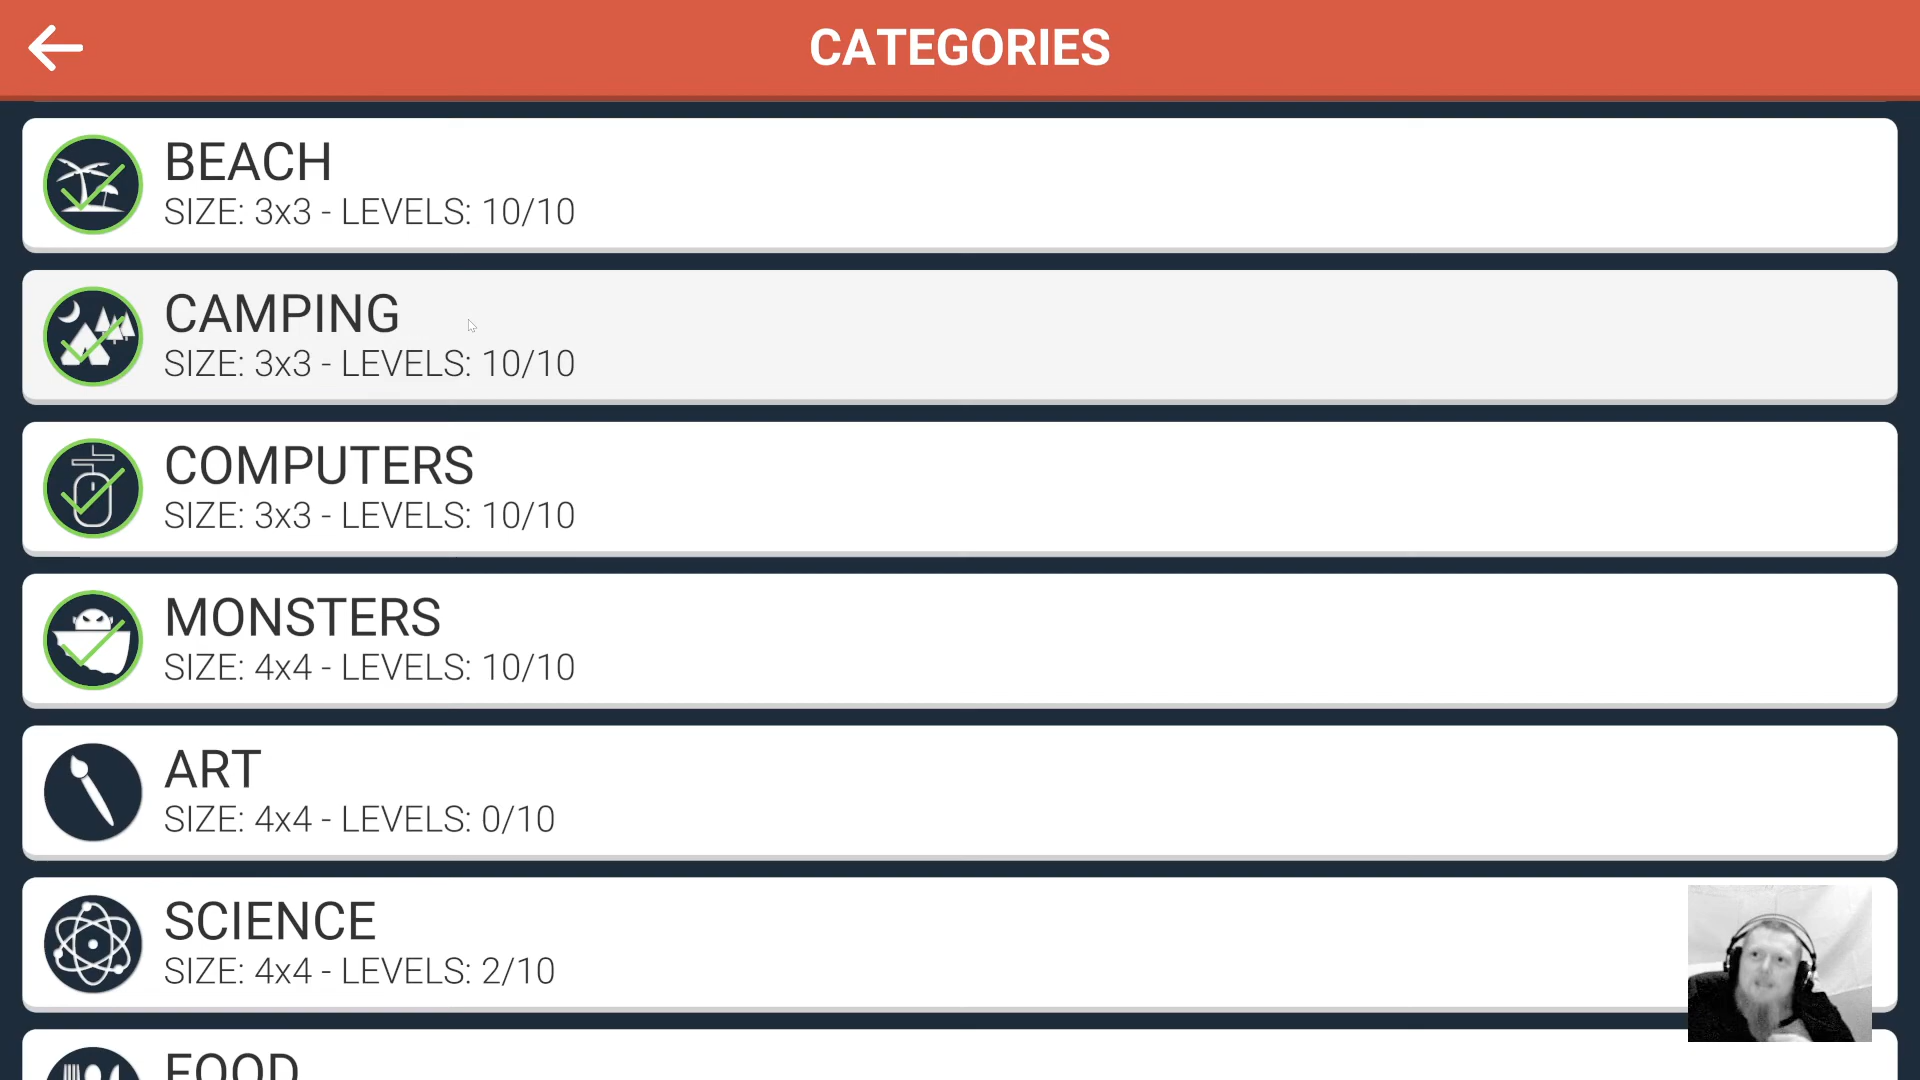 CATEGORIES
BEACH
SIZE: 3x3 - LEVELS: 10/10
CAMPING
SIZE: 3x3 - LEVELS: 10/10
COMPUTERS
SIZE: 3x3 - LEVELS: 10/10
MONSTERS
SIZE: 4x4 - LEVELS: 10/10
ART
SIZE: 4x4 - LEVELS: 0/10
SCIENCE
SIZE: 4x4 - LEVELS: 2/10
FOOD